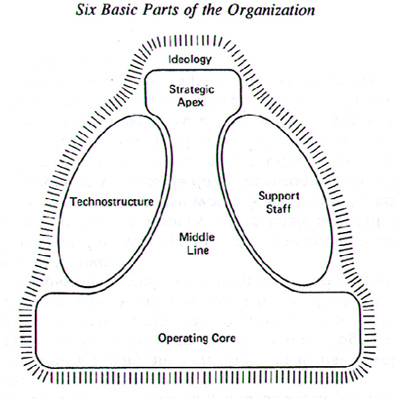 Six Basic Parts of the Organization
Ideology
Strategic
Apex
Technostructure
Support
Staff
Middle
Line
Operating Core